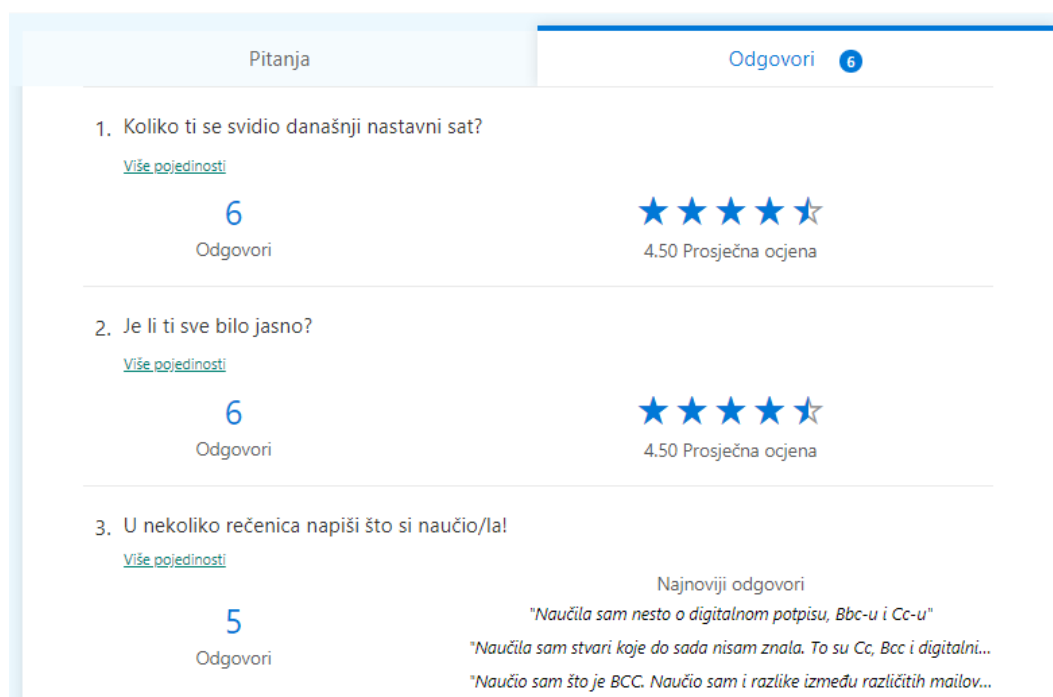 Pitanja
Odgovori 6
1. Koliko ti se svidio današnji nastavni sat?
Više pojedinosti
6
Odgovori
4.50 Prosječna ocjena
2. Je li ti sve bilo jasno?
Više pojedinosti
6
Odgovori
4.50 Prosječna ocjena
3. U nekoliko rečenica napiši što si naučio/la!
Više pojedinosti
5
Odgovori
Najnoviji odgovori
"Naučila sam nesto o digitalnom potpisu, Bbc-u i Cc-u"
"Naučila sam stvari koje do sada nisam znala. To su Cc, Bcc i digitalni...
"Naučio sam što je BCC. Naučio sam i razlike između različitih mailov...